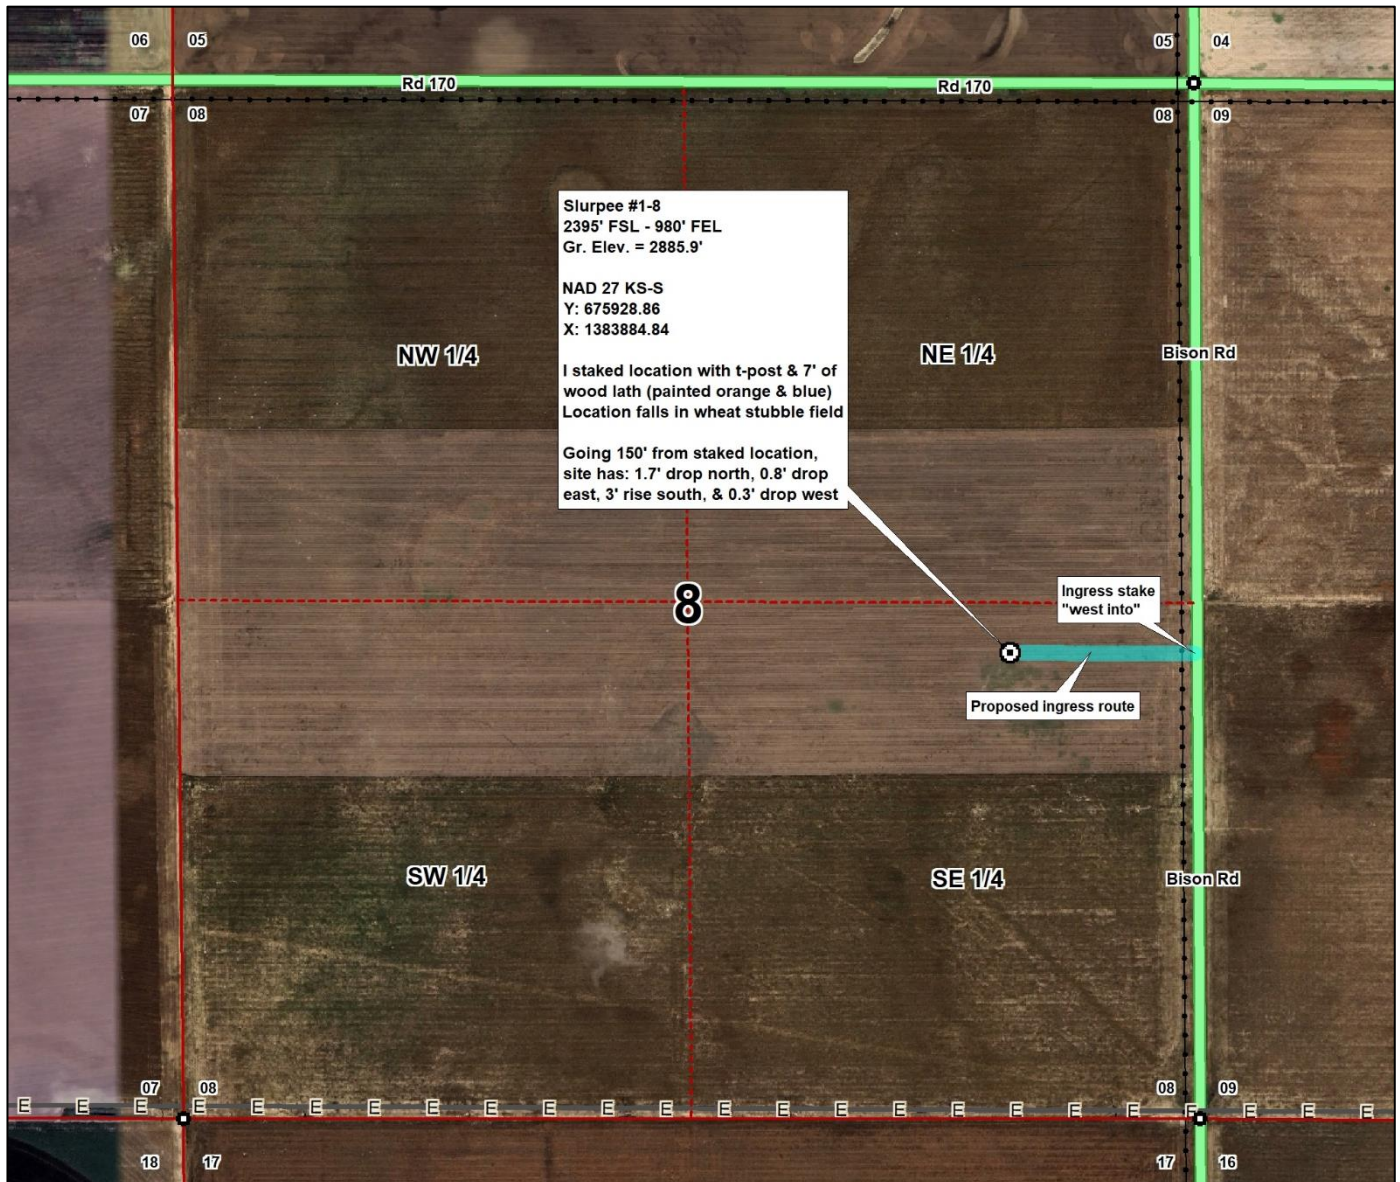 06 05
05 04
Rd 170
Rd 170
07 08
08 09
Slurpee #1-8
2395' FSL - 980' FEL
Gr. Elev. = 2885.9'
NAD 27 KS-S
Y: 675928.86
X: 1383884.84
I staked location with t-post & 7' of
wood lath (painted orange & blue)
Location falls in wheat stubble field
Going 150' from staked location,
site has: 1.7' drop north, 0.8' drop
east, 3' rise south, & 0.3' drop west
NW 1/4
NE 1/4
Bison Rd
8
Ingress stake
"west into"
Proposed ingress route
SW 1/4
SE 1/4
Bison Rd
07 08
08 09
E E E E E E E E E E E E E E E E E E E E E E E E
18 17
17 16